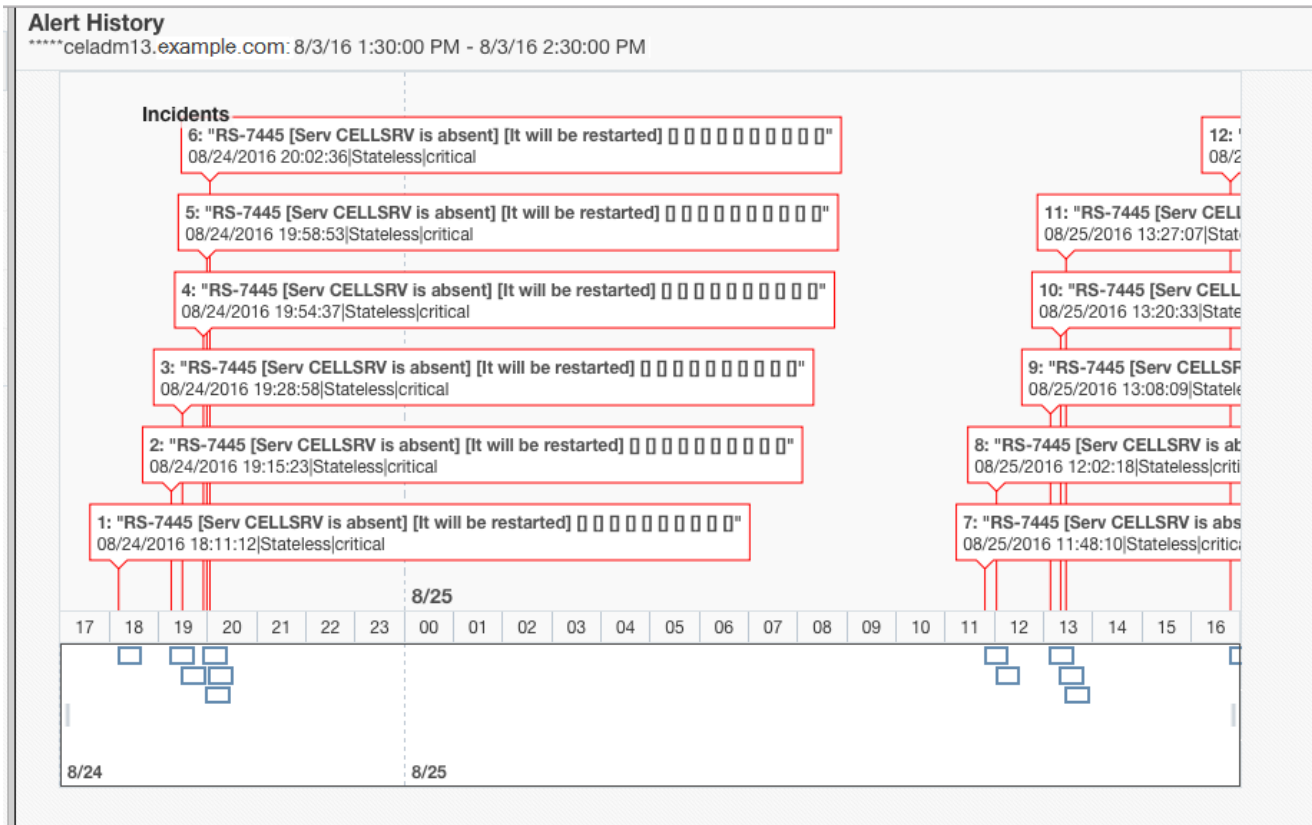 Alert History
*****celadm13.example.com: 8/3/16 1:30:00 PM - 8/3/16 2:30:00 PM
Incidents
6: "RS-7445 [Serv CELLSRV is absent] [It will be restarted] [] [] [] [] [] [] [] [] [] []"
08/24/2016 20:02:36|Stateless|critical
12: "
08/2
5: "RS-7445 [Serv CELLSRV is absent] [It will be restarted] [] [] [] [] [] [] [] [] [] []"
08/24/2016 19:58:53|Stateless|critical
11: "RS-7445 [Serv CELL
08/25/2016 13:27:07|Stat
4: "RS-7445 [Serv CELLSRV is absent] [It will be restarted] [] [] [] [] [] [] [] [] [] []"
08/24/2016 19:54:37|Stateless|critical
10: "RS-7445 [Serv CELL
08/25/2016 13:20:33|State
3: "RS-7445 [Serv CELLSRV is absent] [It will be restarted] [] [] [] [] [] [] [] [] [] []"
08/24/2016 19:28:58|Stateless|critical
9: "RS-7445 [Serv CELLSR
08/25/2016 13:08:09|Statele
2: "RS-7445 [Serv CELLSRV is absent] [It will be restarted] [] [] [] [] [] [] [] [] [] []"
08/24/2016 19:15:23|Stateless|critical
8: "RS-7445 [Serv CELLSRV is ab
08/25/2016 12:02:18|Stateless|criti
1: "RS-7445 [Serv CELLSRV is absent] [It will be restarted] [] [] [] [] [] [] [] [] [] []"
08/24/2016 18:11:12|Stateless|critical
7: "RS-7445 [Serv CELLSRV is abs
08/25/2016 11:48:10|Stateless|critica
8/25
17 18 19 20 21 22 23 00 01 02 03 04 05 06 07 08 09 10 11 12 13 14 15 16
8/24 8/25